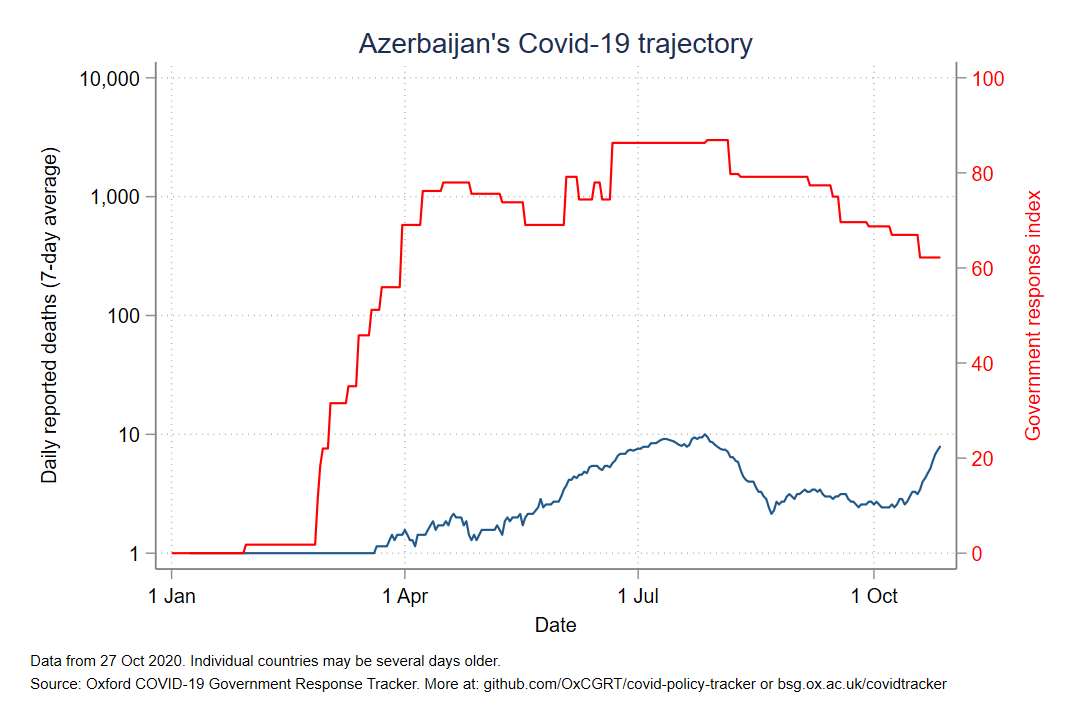 Azerbaijan's Covid-19 trajectory
10,000
1,000
100
10
1
Daily reported deaths (7-day average)
100
80
60
40
20
0
Government response index
1 Jan
1 Apr
1 Jul
1 Oct
Date
Data from 27 Oct 2020. Individual countries may be several days older.
Source: Oxford COVID-19 Government Response Tracker. More at: github.com/OxCGRT/covid-policy-tracker or bsg.ox.ac.uk/covidtracker